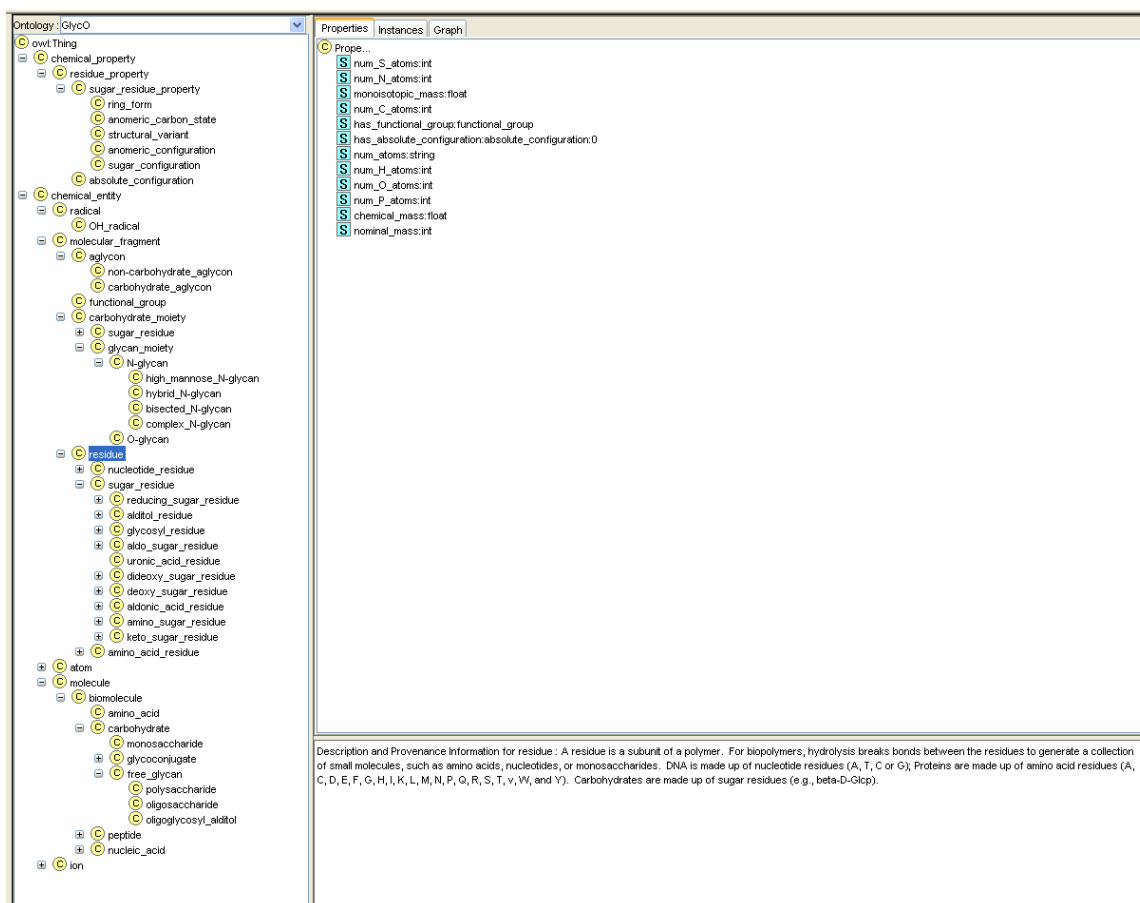 Ontology : GlycO
owl:Thing
chemical_property
residue_property
sugar_residue_property
ring_form
anomeric_carbon_state
structural_variant
anomeric_configuration
sugar_configuration
absolute_configuration
chemical_entity
radical
OH_radical
molecular_fragment
aglycon
non-carbohydrate_aglycon
carbohydrate_aglycon
functional_group
carbohydrate_moiety
sugar_residue
glycan_moiety
N-glycan
high_mannose_N-glycan
hybrid_N-glycan
bisected_N-glycan
complex_N-glycan
O-glycan
residue
nucleotide_residue
sugar_residue
reducing_sugar_residue
alditol_residue
glycosyl_residue
aldo_sugar_residue
uronic_acid_residue
dideoxy_sugar_residue
deoxy_sugar_residue
aldonic_acid_residue
amino_sugar_residue
keto_sugar_residue
amino_acid_residue
atom
molecule
biomolecule
amino_acid
carbohydrate
monosaccharide
glycoconjugate
free_glycan
polysaccharide
oligosaccharide
oligoglycosyl_alditol
peptide
nucleic_acid
ion
Properties Instances Graph
Prope...
num_S_atoms:int
num_N_atoms:int
monoisotopic_mass:float
num_C_atoms:int
has_functional_group:functional_group
has_absolute_configuration:absolute_configuration:0
num_atoms:string
num_H_atoms:int
num_O_atoms:int
num_P_atoms:int
chemical_mass:float
nominal_mass:int
Description and Provenance Information for residue : A residue is a subunit of a polymer. For biopolymers, hydrolysis breaks bonds between the residues to generate a collection
of small molecules, such as amino acids, nucleotides, or monosaccharides. DNA is made up of nucleotide residues (A, T, C or G); Proteins are made up of amino acid residues (A,
C, D, E, F, G, H, I, K, L, M, N, P, Q, R, S, T, v, W, and Y). Carbohydrates are made up of sugar residues (e.g., beta-D-Glcp).